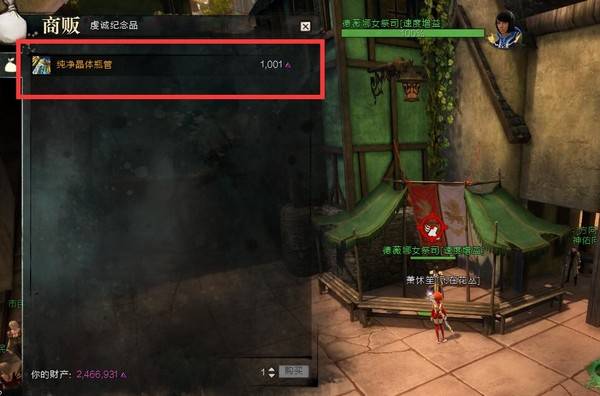 商贩 虔诚纪念品
纯净晶体瓶管 1,001
你的财产: 2,466,931
1 购买
德薇娜女祭司[速度增益]
100%
德薇娜女祭司[速度增益]